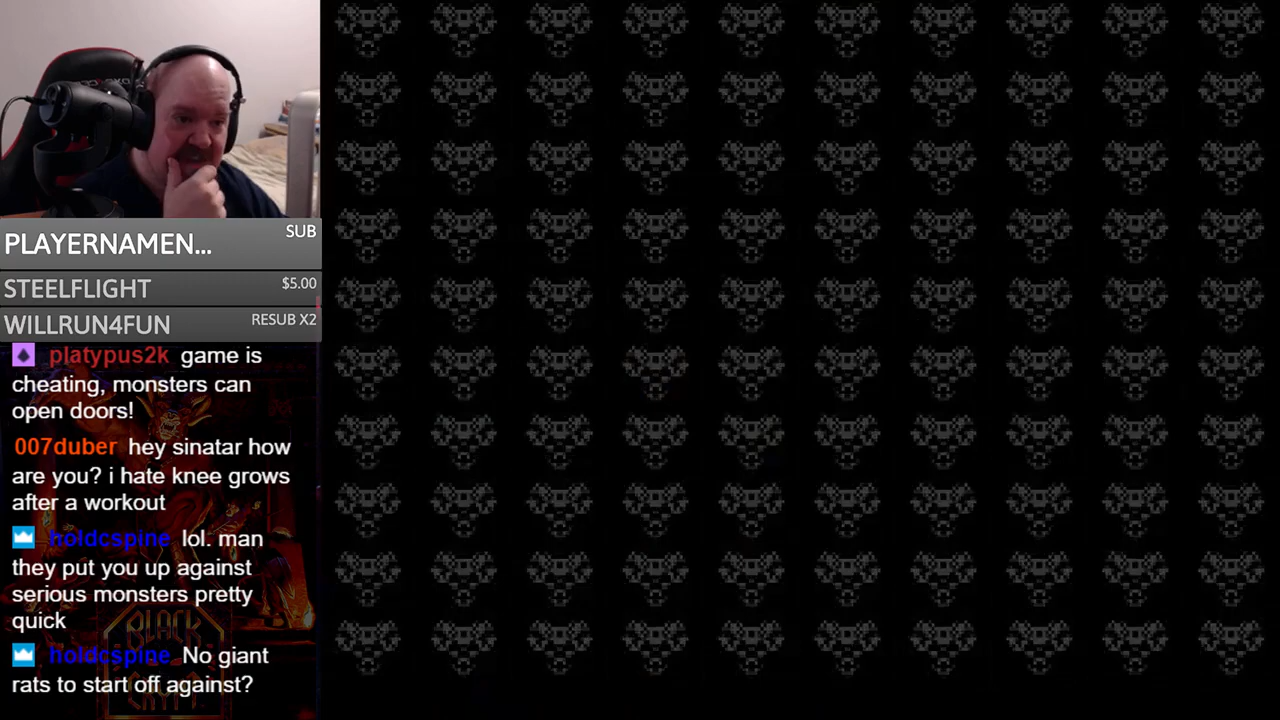 PLAYERNAMEN... SUB
STEELFLIGHT $5.00
WILLRUN4FUN RESUB X2
platypus2k game is
cheating, monsters can
open doors!
007duber hey sinatar how
are you? i hate knee grows
after a workout
holdcspine lol. man
they put you up against
serious monsters pretty
quick
holdcspine No giant
rats to start off against?
BLACK
CRYPT